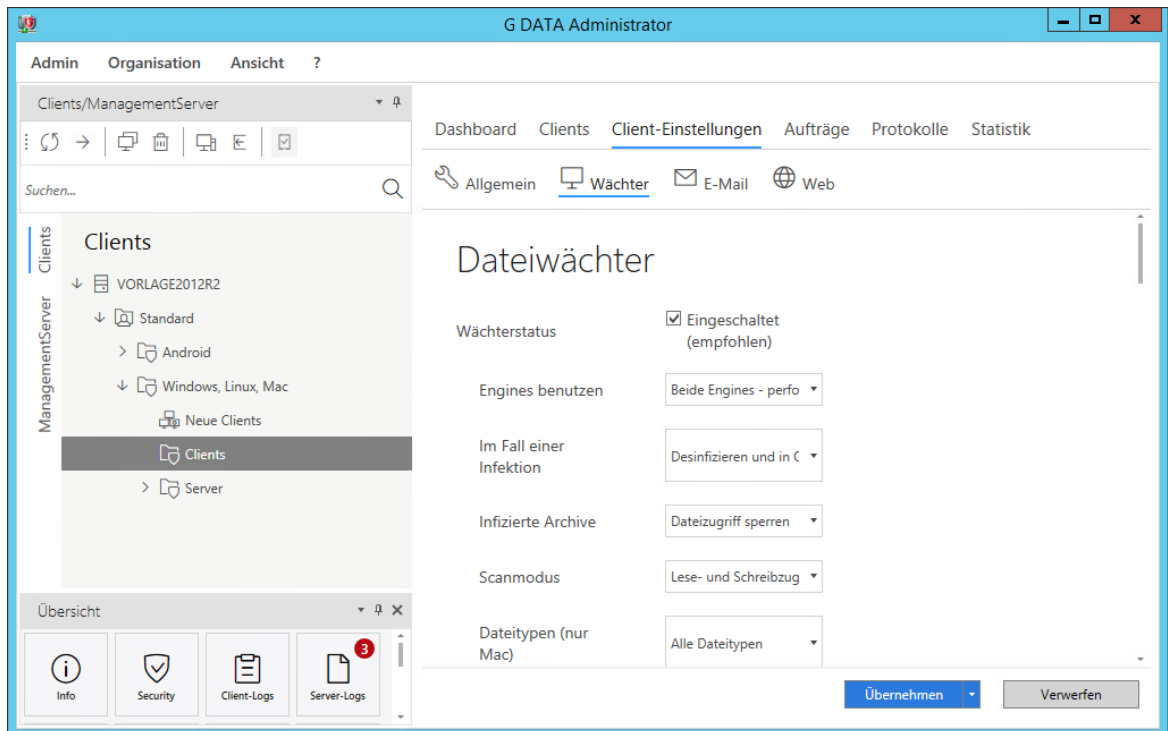 G DATA Administrator
Admin Organisation Ansicht ?
Clients/ManagementServer
Suchen...
Clients
ManagementServer
Clients
VORLAGE2012R2
Standard
Android
Windows, Linux, Mac
Neue Clients
Clients
Server
Übersicht
Info
Security
Client-Logs
Server-Logs
3
Dashboard Clients Client-Einstellungen Aufträge Protokolle Statistik
Allgemein Wächter E-Mail Web
Dateiwächter
Wächterstatus
Eingeschaltet
(empfohlen)
Engines benutzen
Beide Engines - perfo
Im Fall einer
Infektion
Desinfizieren und in
Infizierte Archive
Dateizugriff sperren
Scanmodus
Lese- und Schreibzug
Dateitypen (nur
Mac)
Alle Dateitypen
Übernehmen
Verwerfen